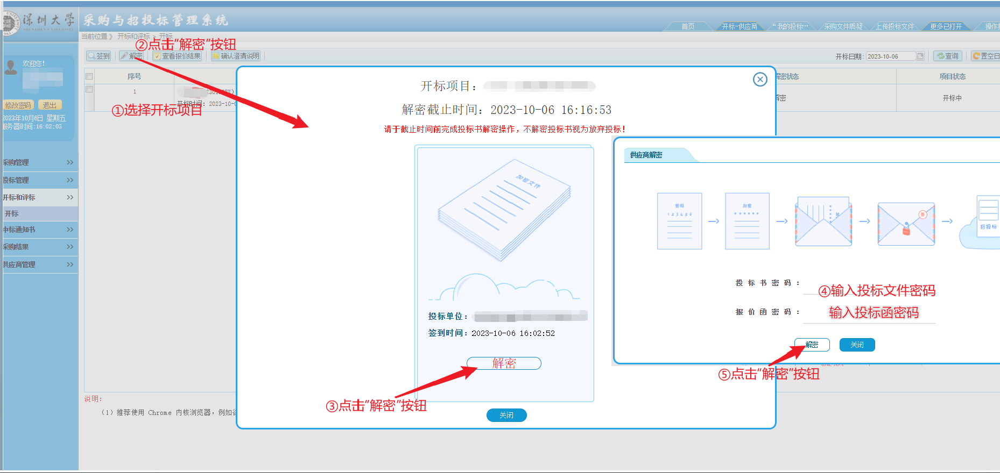 深圳大学
采购与招投标管理系统
首页
开标-供应商
“我的投标…
采购文件质疑
上传投标文件
更多已打开
当前位置》 开标和评标 > 开标
②点击“解密”按钮
签到
解密
查看报价结果
确认澄清说明
开标日期: 2023-10-06
查询
欢迎您!
修改密码
退出
2023年10月6日 星期五
服务器时间:16:02:03
序号
解密状态
项目状态
1
开标时间: 2023-10-0
解密
开标中
①选择开标项目
采购管理 >>
投标管理 >>
开标和评标 >>
开标
中标通知书 >>
采购结果 >>
供应商管理 >>
开标项目：
解密截止时间：2023-10-06 16:16:53
请于截止时间前完成投标书解密操作，不解密投标书视为放弃投标！
加密文件
投标单位：
签到时间：2023-10-06 16:02:52
解密
③点击“解密”按钮
关闭
供应商解密
密码
1 2 3 4 5 6
加密
******
签
招投标
投标书密码：
④输入投标文件密码
报价函密码：
输入投标函密码
解密
关闭
⑤点击“解密”按钮
说明：
（1）推荐使用 Chrome 内核浏览器，例如